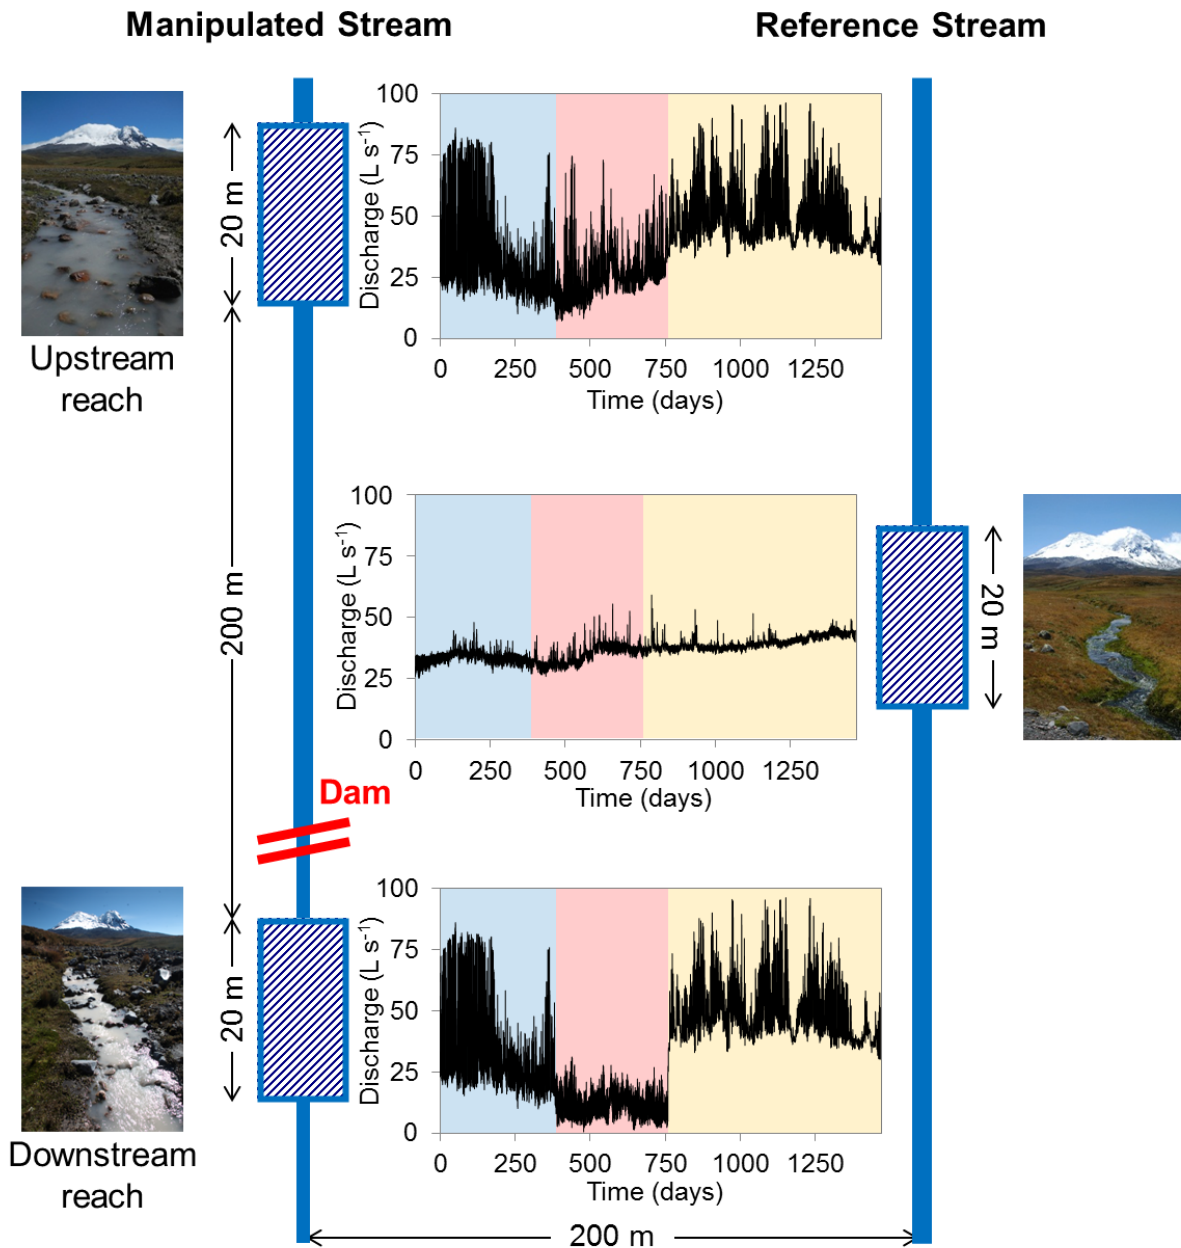 Manipulated Stream
Reference Stream
20 m
Upstream
reach
Discharge (L s⁻¹)
100
75
50
25
0
0 250 500 750 1000 1250
Time (days)
200 m
Discharge (L s⁻¹)
100
75
50
25
0
0 250 500 750 1000 1250
Time (days)
20 m
Dam
20 m
Downstream
reach
Discharge (L s⁻¹)
100
75
50
25
0
0 250 500 750 1000 1250
Time (days)
200 m